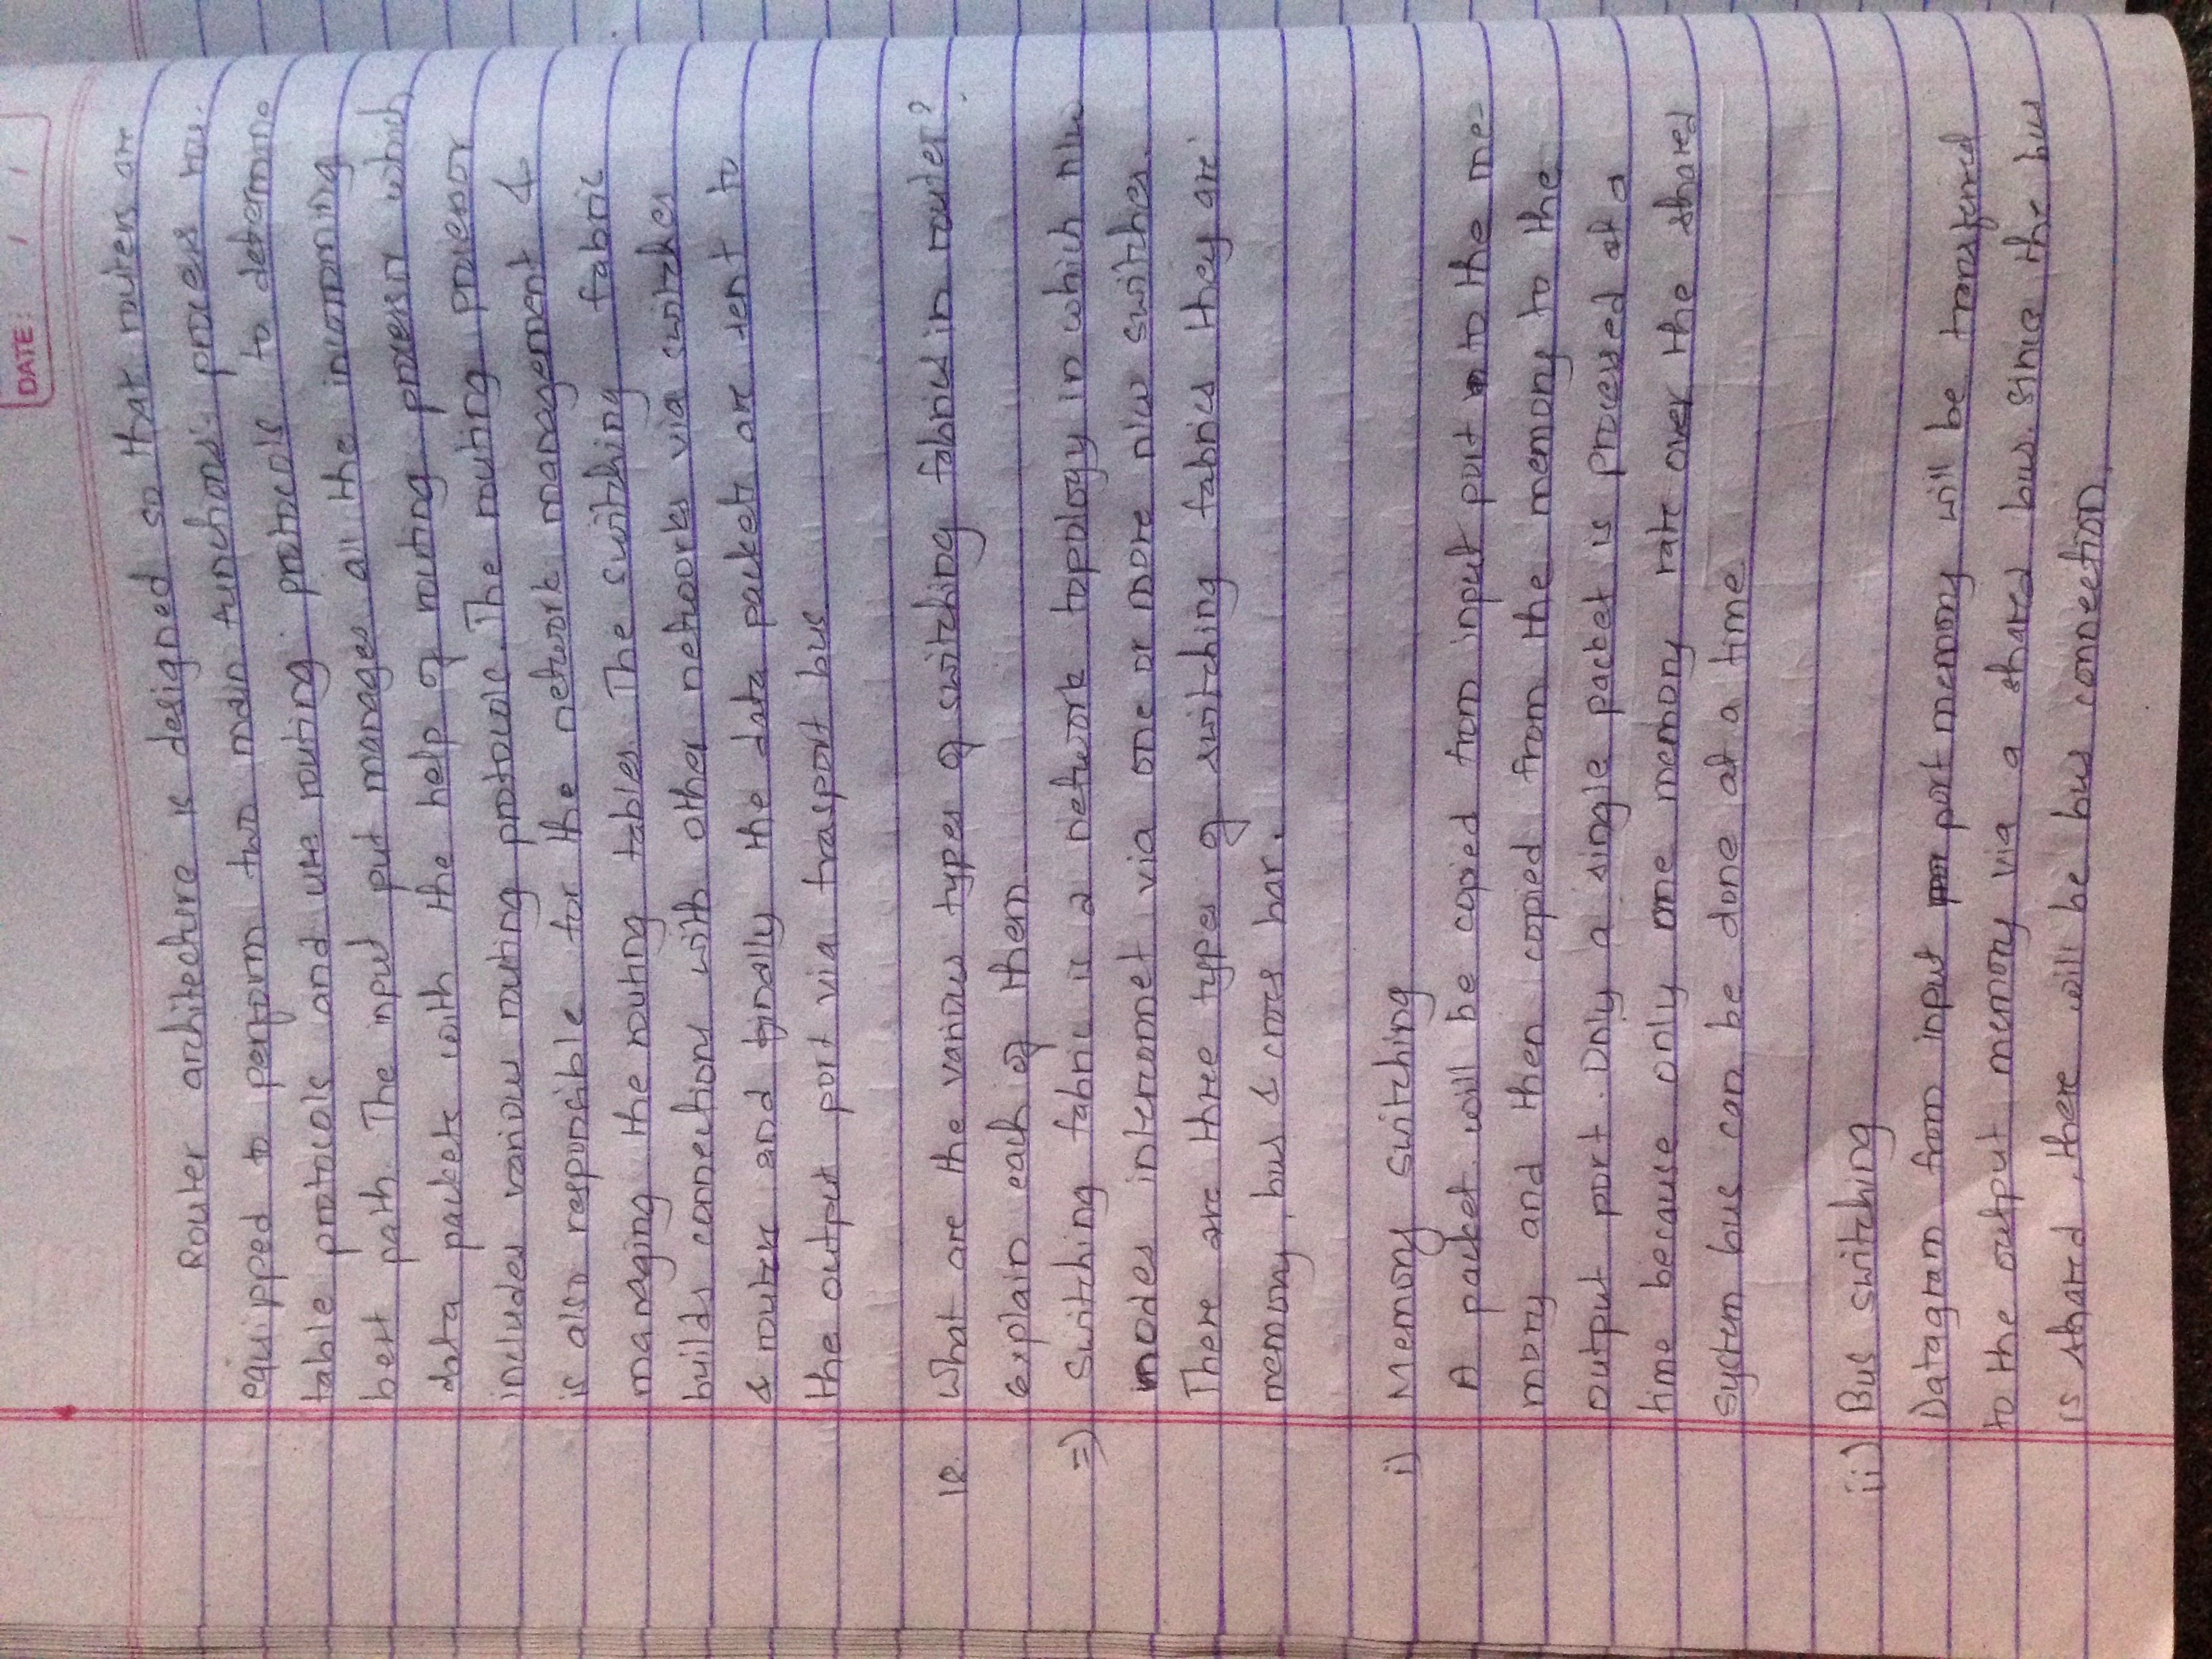 DATE: / /
Router architecture is designed so that routers are
equipped to perform two main functions: process rou-
table protocols and use routing protocols to determine
best path. The input put manages all the incomming
data packets with the help of routing processor which
includes various routing protocols. The routing processor
is also responsible for the network management &
managing the routing tables. The switching fabric
builds connections with other networks via switches
& routers and finally the data packets are sent to
the output port via trasport bus
12. What are the various types of switching fabrics in router?
explain each of them
=) Switching fabric is a network topology in which n/w
nodes interconnet via one or more n/w switches.
There are three types of switching fabrics they are:
memory, bus & cross bar.
i) Memory switching
A packet will be copied from input port to the me-
mory and then copied from the memory to the
output port. Only a single packet is processed at a
time because only one memory rate over the shared
system bus can be done at a time
ii) Bus switching
Datagram from input port memory will be transferred
to the output memory via a shared bus. since the bus
is shared, there will be bus connection.